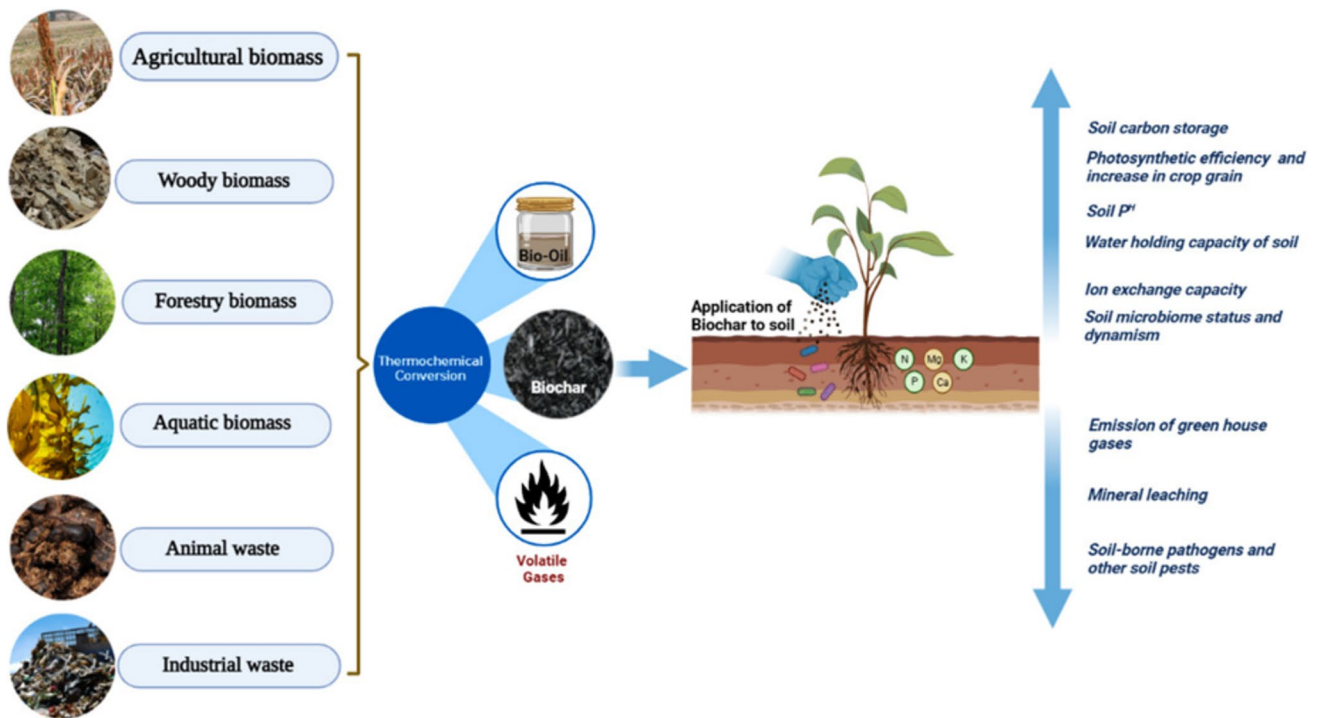 Agricultural biomass
Woody biomass
Forestry biomass
Aquatic biomass
Animal waste
Industrial waste
Thermochemical
Conversion
Bio-Oil
Biochar
Volatile
Gases
Application of
Biochar to soil
N
Mg
K
P
Ca
Soil carbon storage
Photosynthetic efficiency and
increase in crop grain
Soil Pᴴ
Water holding capacity of soil
Ion exchange capacity
Soil microbiome status and
dynamism
Emission of green house
gases
Mineral leaching
Soil-borne pathogens and
other soil pests